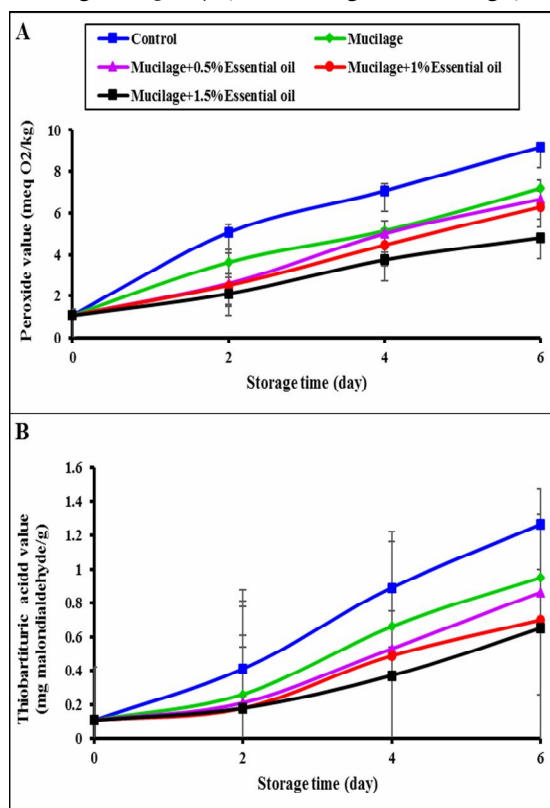 A
Control Mucilage
Mucilage+0.5%Essential oil Mucilage+1%Essential oil
Mucilage+1.5%Essential oil
Peroxide value (meq O2/kg)
10
8
6
4
2
0
0 2 4 6
Storage time (day)
B
Thiobartituric acidd value
(mg malondialdehyde/g)
1.6
1.4
1.2
1
0.8
0.6
0.4
0.2
0
0 2 4 6
Storage time (day)